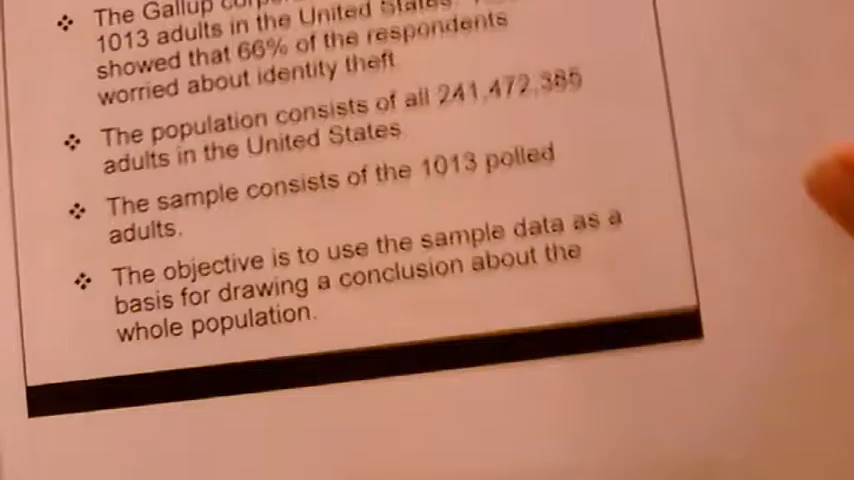 ❖ The Gallup
1013 adults in the United States
showed that 66% of the respondents
worried about identity theft
❖ The population consists of all 241,472,385
adults in the United States
❖ The sample consists of the 1013 polled
adults.
❖ The objective is to use the sample data as a
basis for drawing a conclusion about the
whole population.